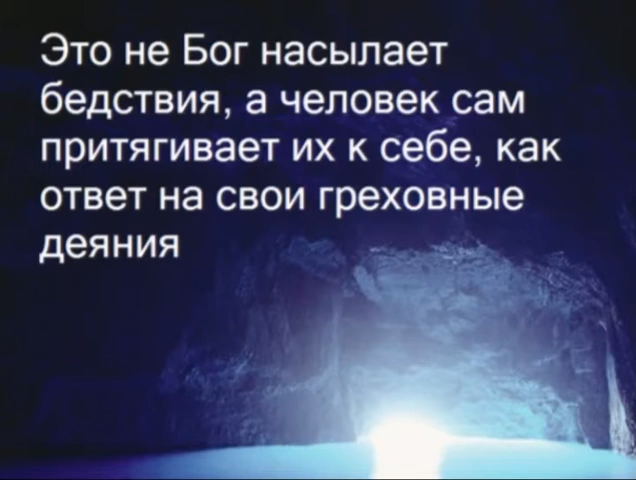 Это не Бог насылает
бедствия, а человек сам
притягивает их к себе, как
ответ на свои греховные
деяния